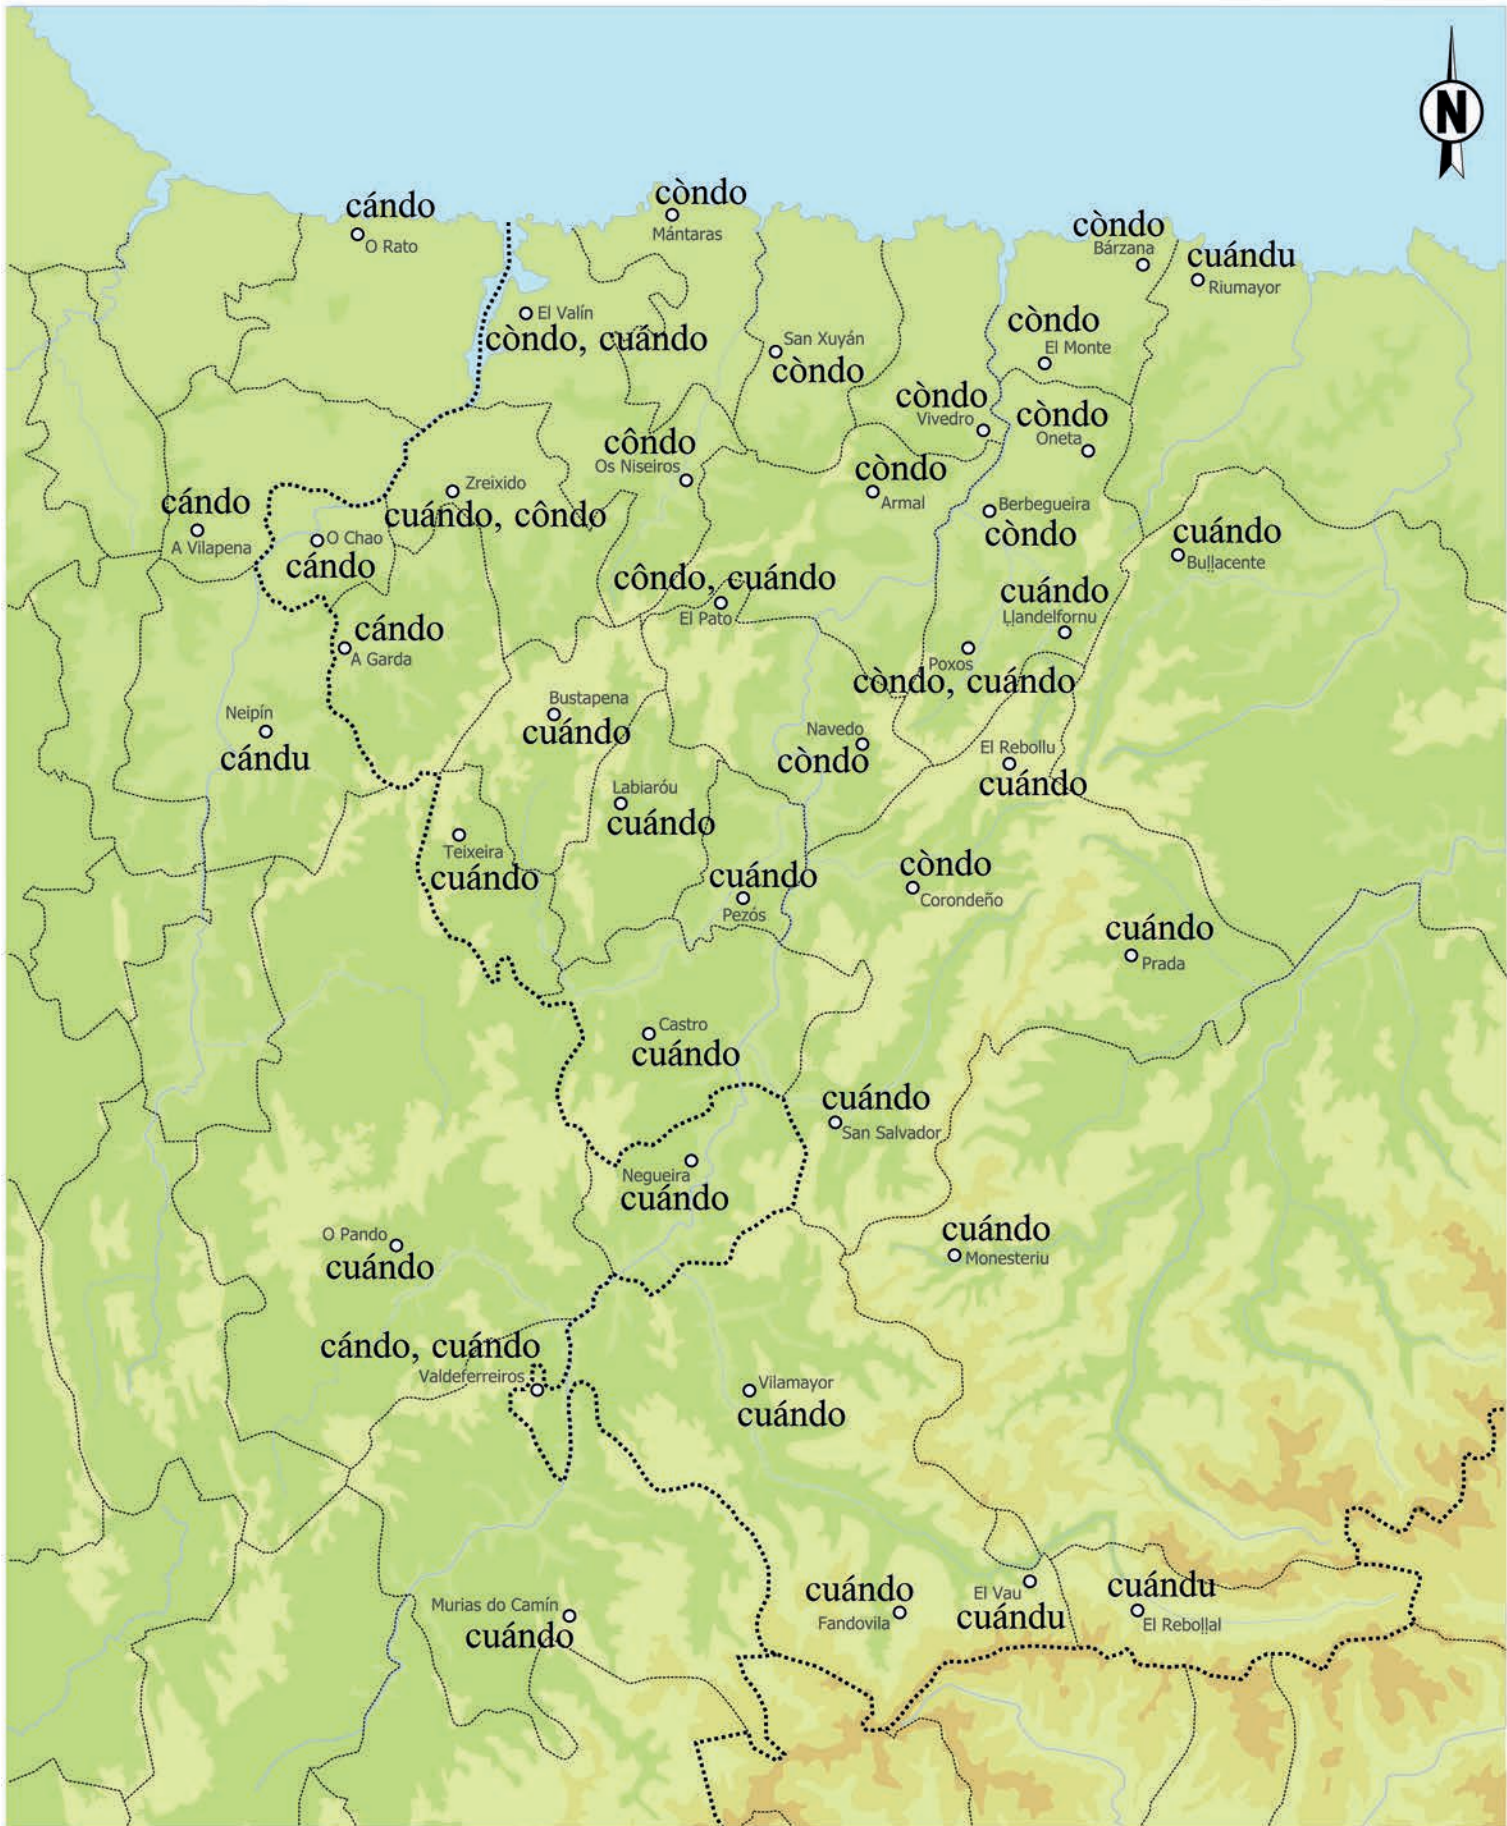 N
còndo
Mántaras
cándo
O Rato
còndo
Bárzana
cuándu
Riumayor
El Valín
còndo, cuándo
còndo
El Monte
San Xuyán
còndo
còndo
Vivedro
còndo
Oneta
côndo
Os Niseiros
còndo
Armal
Zreixido
cuándo, côndo
cándo
A Vilapena
Berbegueira
còndo
O Chao
cándo
cuándo
Buḷḷacente
côndo, cuándo
El Pato
cuándo
Ḷḷandelfornu
cándo
A Garda
Poxos
còndo, cuándo
Bustapena
cuándo
Neipín
cándu
Navedo
còndo
El Rebollu
cuándo
Labiaróu
cuándo
Teixeira
cuándo
cuándo
Pezós
còndo
Corondeño
cuándo
Prada
Castro
cuándo
cuándo
San Salvador
Negueira
cuándo
O Pando
cuándo
cuándo
Monesteriu
cándo, cuándo
Valdeferreiros
Vilamayor
cuándo
Murias do Camín
cuándo
cuándo
Fandovila
El Vau
cuándu
cuándu
El Reboḷḷal